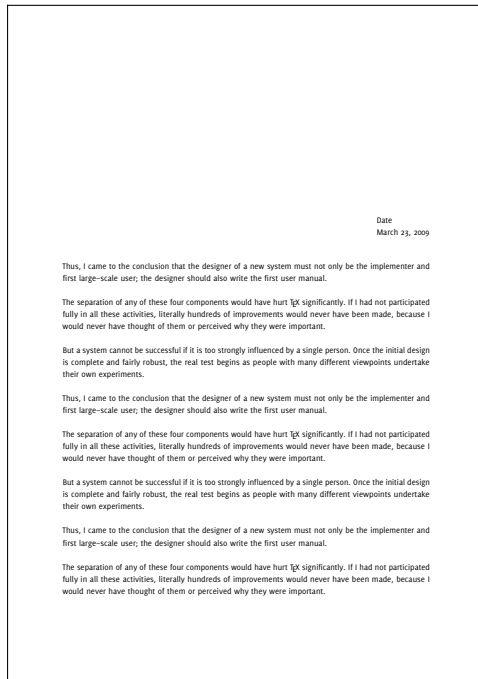 Date
March 23, 2009
Thus, I came to the conclusion that the designer of a new system must not only be the implementer and
first large-scale user; the designer should also write the first user manual.
The separation of any of these four components would have hurt TEX significantly. If I had not participated
fully in all these activities, literally hundreds of improvements would never have been made, because I
would never have thought of them or perceived why they were important.
But a system cannot be successful if it is too strongly influenced by a single person. Once the initial design
is complete and fairly robust, the real test begins as people with many different viewpoints undertake
their own experiments.
Thus, I came to the conclusion that the designer of a new system must not only be the implementer and
first large-scale user; the designer should also write the first user manual.
The separation of any of these four components would have hurt TEX significantly. If I had not participated
fully in all these activities, literally hundreds of improvements would never have been made, because I
would never have thought of them or perceived why they were important.
But a system cannot be successful if it is too strongly influenced by a single person. Once the initial design
is complete and fairly robust, the real test begins as people with many different viewpoints undertake
their own experiments.
Thus, I came to the conclusion that the designer of a new system must not only be the implementer and
first large-scale user; the designer should also write the first user manual.
The separation of any of these four components would have hurt TEX significantly. If I had not participated
fully in all these activities, literally hundreds of improvements would never have been made, because I
would never have thought of them or perceived why they were important.